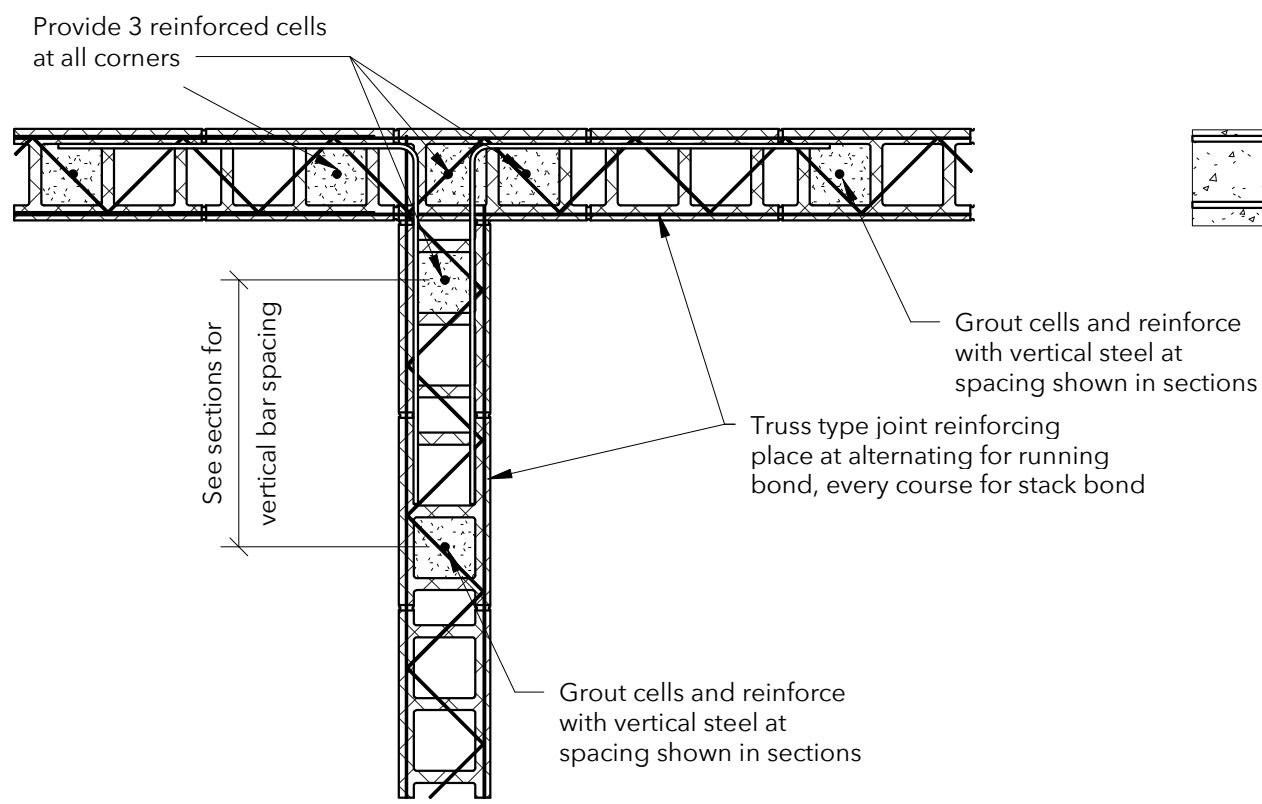 Provide 3 reinforced cells
at all corners
See sections for
vertical bar spacing
Grout cells and reinforce
with vertical steel at
spacing shown in sections
Truss type joint reinforcing
place at alternating for running
bond, every course for stack bond
Grout cells and reinforce
with vertical steel at
spacing shown in sections